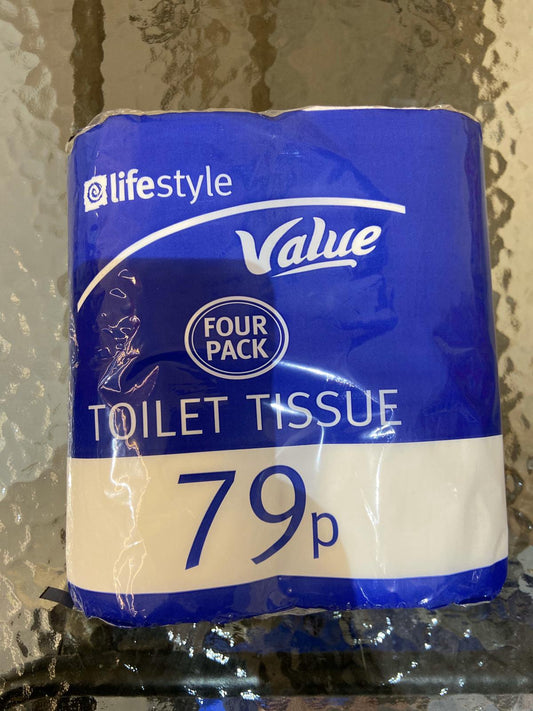 lifestyle
Value
FOUR
PACK
TOILET TISSUE
79p